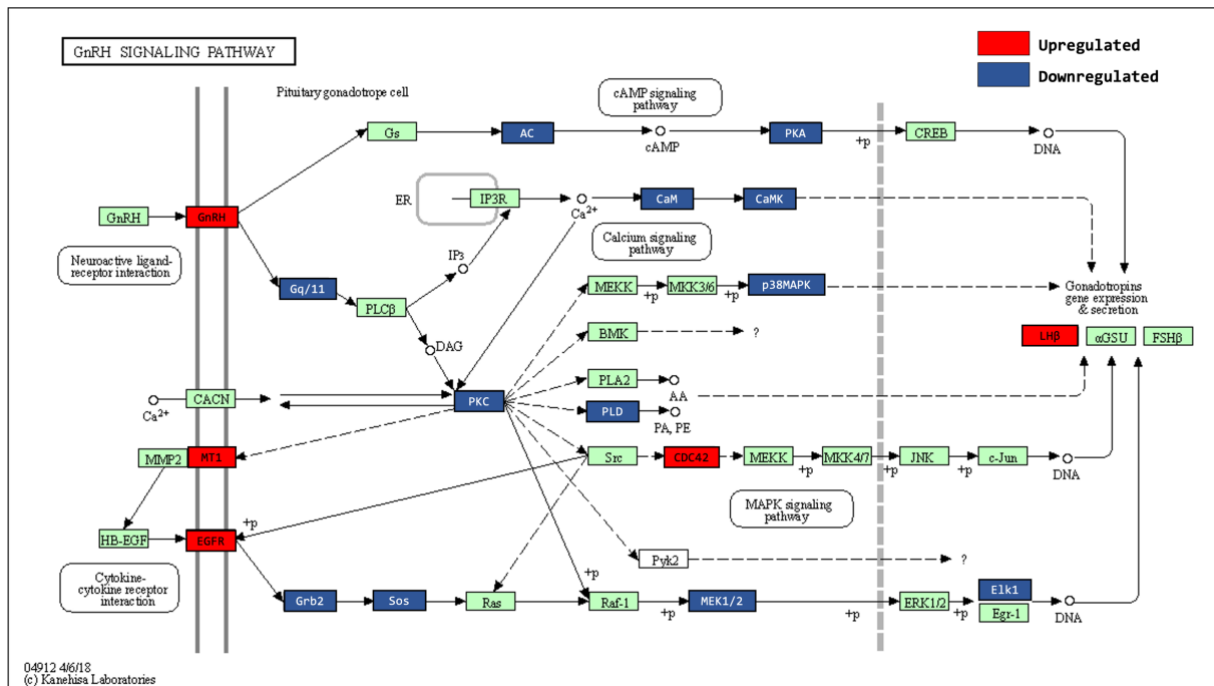 GnRH SIGNALING PATHWAY
Upregulated
Downregulated
Pituitary gonadotrope cell
cAMP signaling
pathway
Gs
AC
cAMP
PKA
+p
CREB
DNA
ER
IP3R
Ca2+
CaM
CaMK
GnRH
GnRH
Neuroactive ligand-
receptor interaction
Calcium signaling
pathway
IP3
Gq/11
PLCβ
DAG
MEKK
+p
MKK3/6
+p
p38MAPK
Gonadotropins
gene expression
& secretion
BMK
?
LHβ
αGSU
FSHβ
PLA2
AA
Ca2+
CACN
PKC
PLD
PA, PE
MMP2
MT1
Src
CDC42
MEKK
+p
MKK4/7
+p
JNK
+p
c-Jun
DNA
MAPK signaling
pathway
HB-EGF
EGFR
+p
Pyk2
?
Cytokine-
cytokine receptor
interaction
Grb2
Sos
Ras
+p
Raf-1
+p
MEK1/2
+p
ERK1/2
+p
Elk1
Egr-1
DNA
04912 4/6/18
(c) Kanehisa Laboratories